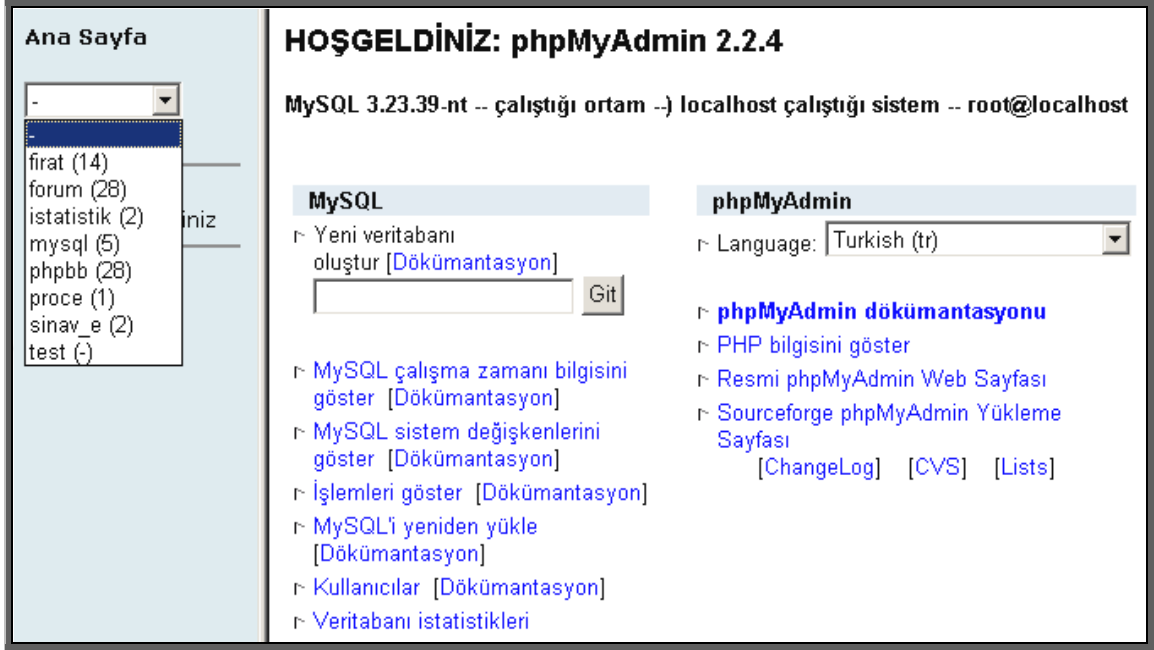 Ana Sayfa
-
-
firat (14)
forum (28)
istatistik (2)
mysql (5)
phpbb (28)
proce (1)
sinav_e (2)
test (-)
HOŞGELDİNİZ: phpMyAdmin 2.2.4
MySQL 3.23.39-nt -- çalıştığı ortam --) localhost çalıştığı sistem -- root@localhost
MySQL
Yeni veritabanı
oluştur [Dökümantasyon]
Git
MySQL çalışma zamanı bilgisini
göster [Dökümantasyon]
MySQL sistem değişkenlerini
göster [Dökümantasyon]
İşlemleri göster [Dökümantasyon]
MySQL'i yeniden yükle
[Dökümantasyon]
Kullanıcılar [Dökümantasyon]
Veritabanı istatistikleri
phpMyAdmin
Language: Turkish (tr)
phpMyAdmin dökümantasyonu
PHP bilgisini göster
Resmi phpMyAdmin Web Sayfası
Sourceforge phpMyAdmin Yükleme
Sayfası
[ChangeLog] [CVS] [Lists]